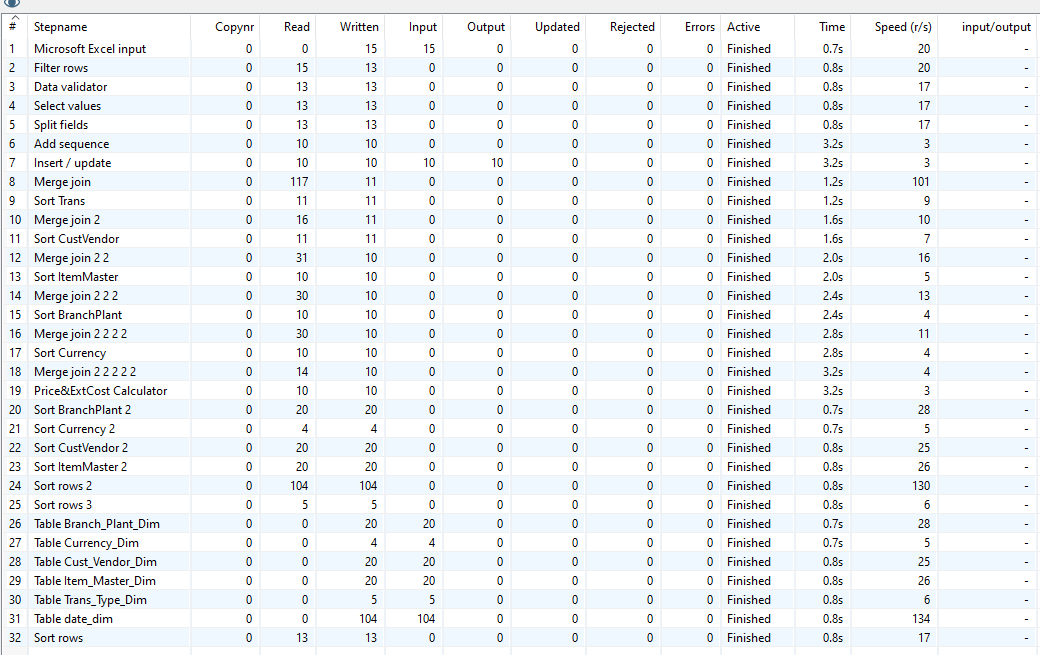 # Stepname Copynr Read Written Input Output Updated Rejected Errors Active Time Speed (r/s) input/output
1 Microsoft Excel input 0 0 15 15 0 0 0 0 Finished 0.7s 20 -
2 Filter rows 0 15 13 0 0 0 0 0 Finished 0.8s 20 -
3 Data validator 0 13 13 0 0 0 0 0 Finished 0.8s 17 -
4 Select values 0 13 13 0 0 0 0 0 Finished 0.8s 17 -
5 Split fields 0 13 13 0 0 0 0 0 Finished 0.8s 17 -
6 Add sequence 0 10 10 0 0 0 0 0 Finished 3.2s 3 -
7 Insert / update 0 10 10 10 10 0 0 0 Finished 3.2s 3 -
8 Merge join 0 117 11 0 0 0 0 0 Finished 1.2s 101 -
9 Sort Trans 0 11 11 0 0 0 0 0 Finished 1.2s 9 -
10 Merge join 2 0 16 11 0 0 0 0 0 Finished 1.6s 10 -
11 Sort CustVendor 0 11 11 0 0 0 0 0 Finished 1.6s 7 -
12 Merge join 2 2 0 31 10 0 0 0 0 0 Finished 2.0s 16 -
13 Sort ItemMaster 0 10 10 0 0 0 0 0 Finished 2.0s 5 -
14 Merge join 2 2 2 0 30 10 0 0 0 0 0 Finished 2.4s 13 -
15 Sort BranchPlant 0 10 10 0 0 0 0 0 Finished 2.4s 4 -
16 Merge join 2 2 2 2 0 30 10 0 0 0 0 0 Finished 2.8s 11 -
17 Sort Currency 0 10 10 0 0 0 0 0 Finished 2.8s 4 -
18 Merge join 2 2 2 2 2 0 14 10 0 0 0 0 0 Finished 3.2s 4 -
19 Price&ExtCost Calculator 0 10 10 0 0 0 0 0 Finished 3.2s 3 -
20 Sort BranchPlant 2 0 20 20 0 0 0 0 0 Finished 0.7s 28 -
21 Sort Currency 2 0 4 4 0 0 0 0 0 Finished 0.7s 5 -
22 Sort CustVendor 2 0 20 20 0 0 0 0 0 Finished 0.8s 25 -
23 Sort ItemMaster 2 0 20 20 0 0 0 0 0 Finished 0.8s 26 -
24 Sort rows 2 0 104 104 0 0 0 0 0 Finished 0.8s 130 -
25 Sort rows 3 0 5 5 0 0 0 0 0 Finished 0.8s 6 -
26 Table Branch_Plant_Dim 0 0 20 20 0 0 0 0 Finished 0.7s 28 -
27 Table Currency_Dim 0 0 4 4 0 0 0 0 Finished 0.7s 5 -
28 Table Cust_Vendor_Dim 0 0 20 20 0 0 0 0 Finished 0.8s 25 -
29 Table Item_Master_Dim 0 0 20 20 0 0 0 0 Finished 0.8s 26 -
30 Table Trans_Type_Dim 0 0 5 5 0 0 0 0 Finished 0.8s 6 -
31 Table date_dim 0 0 104 104 0 0 0 0 Finished 0.8s 134 -
32 Sort rows 0 13 13 0 0 0 0 0 Finished 0.8s 17 -